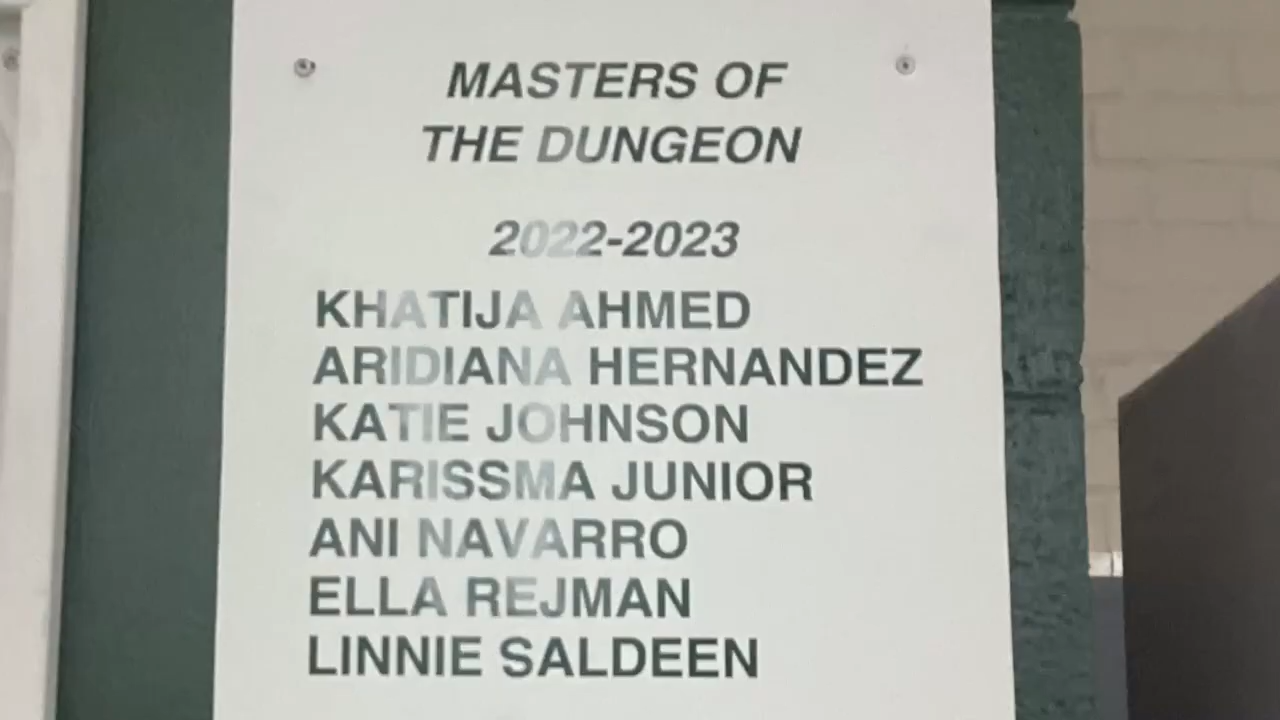 MASTERS OF
THE DUNGEON
2022-2023
KHATIJA AHMED
ARIDIANA HERNANDEZ
KATIE JOHNSON
KARISSMA JUNIOR
ANI NAVARRO
ELLA REJMAN
LINNIE SALDEEN